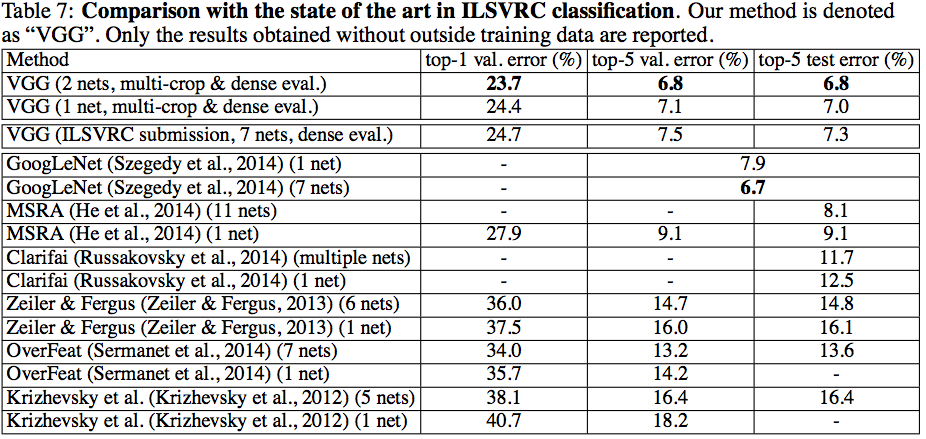 Table 7: Comparison with the state of the art in ILSVRC classification. Our method is denoted
as “VGG”. Only the results obtained without outside training data are reported.
Method top-1 val. error (%) top-5 val. error (%) top-5 test error (%)
VGG (2 nets, multi-crop & dense eval.) 23.7 6.8 6.8
VGG (1 net, multi-crop & dense eval.) 24.4 7.1 7.0
VGG (ILSVRC submission, 7 nets, dense eval.) 24.7 7.5 7.3
GoogLeNet (Szegedy et al., 2014) (1 net) - 7.9
GoogLeNet (Szegedy et al., 2014) (7 nets) - 6.7
MSRA (He et al., 2014) (11 nets) - - 8.1
MSRA (He et al., 2014) (1 net) 27.9 9.1 9.1
Clarifai (Russakovsky et al., 2014) (multiple nets) - - 11.7
Clarifai (Russakovsky et al., 2014) (1 net) - - 12.5
Zeiler & Fergus (Zeiler & Fergus, 2013) (6 nets) 36.0 14.7 14.8
Zeiler & Fergus (Zeiler & Fergus, 2013) (1 net) 37.5 16.0 16.1
OverFeat (Sermanet et al., 2014) (7 nets) 34.0 13.2 13.6
OverFeat (Sermanet et al., 2014) (1 net) 35.7 14.2 -
Krizhevsky et al. (Krizhevsky et al., 2012) (5 nets) 38.1 16.4 16.4
Krizhevsky et al. (Krizhevsky et al., 2012) (1 net) 40.7 18.2 -